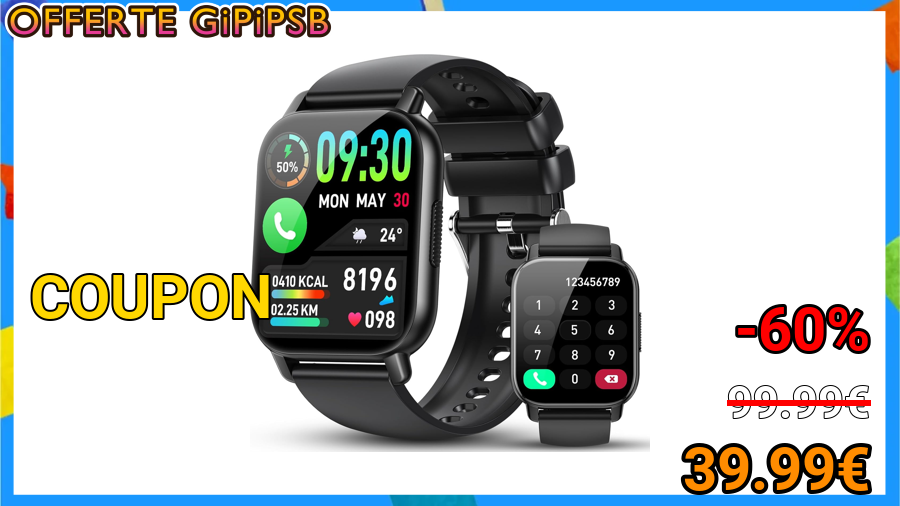 OFFERTE GiPiPSB
50%
09:30
MON MAY 30
24°
0410 KCAL
8196
02.25 KM
098
COUPON
123456789
1 2 3
4 5 6
7 8 9
0
-60%
99.99€
39.99€